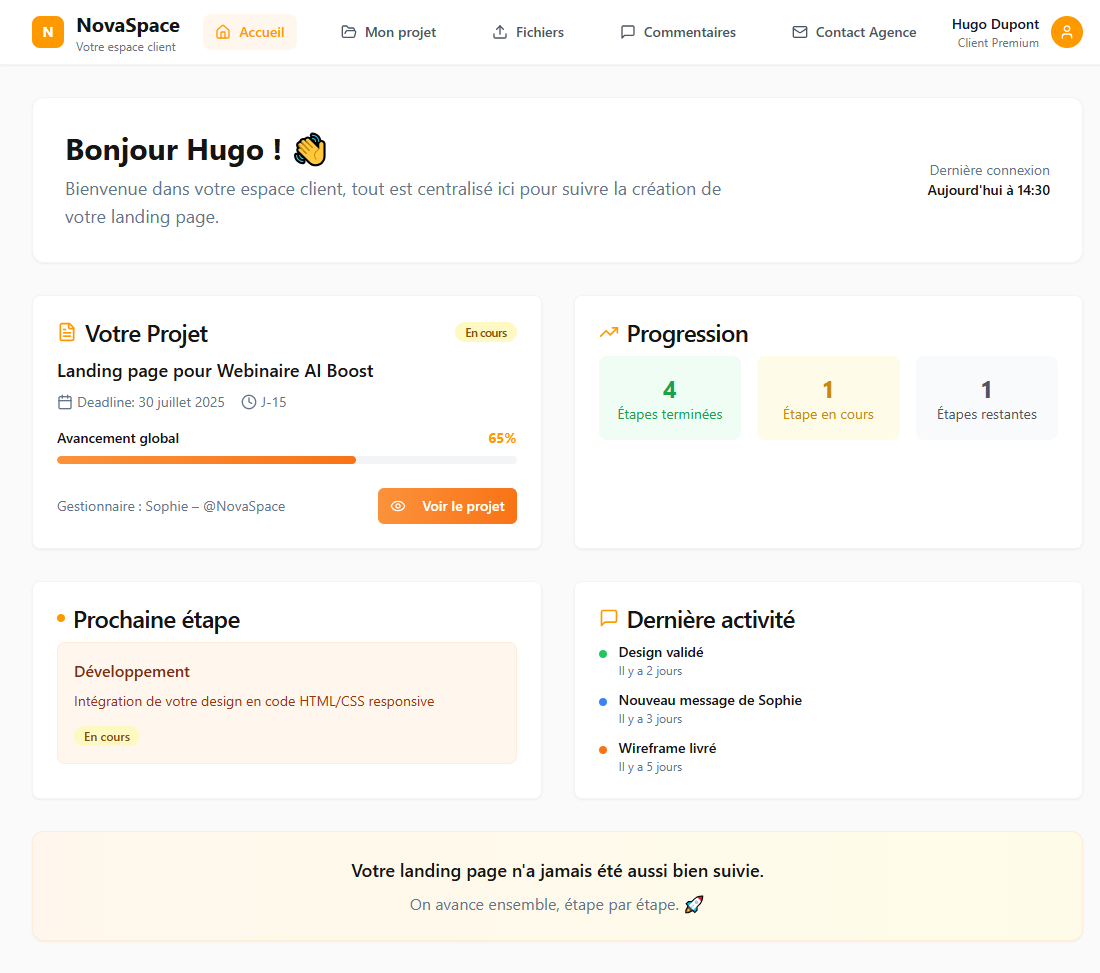 N
NovaSpace
Votre espace client
Accueil
Mon projet
Fichiers
Commentaires
Contact Agence
Hugo Dupont
Client Premium
Bonjour Hugo ! 👋
Bienvenue dans votre espace client, tout est centralisé ici pour suivre la création de
votre landing page.
Dernière connexion
Aujourd'hui à 14:30
Votre Projet
En cours
Landing page pour Webinaire AI Boost
Deadline: 30 juillet 2025
J-15
Avancement global
65%
Gestionnaire : Sophie – @NovaSpace
Voir le projet
Progression
4
Étapes terminées
1
Étape en cours
1
Étapes restantes
Prochaine étape
Développement
Intégration de votre design en code HTML/CSS responsive
En cours
Dernière activité
Design validé
Il y a 2 jours
Nouveau message de Sophie
Il y a 3 jours
Wireframe livré
Il y a 5 jours
Votre landing page n'a jamais été aussi bien suivie.
On avance ensemble, étape par étape. 🚀